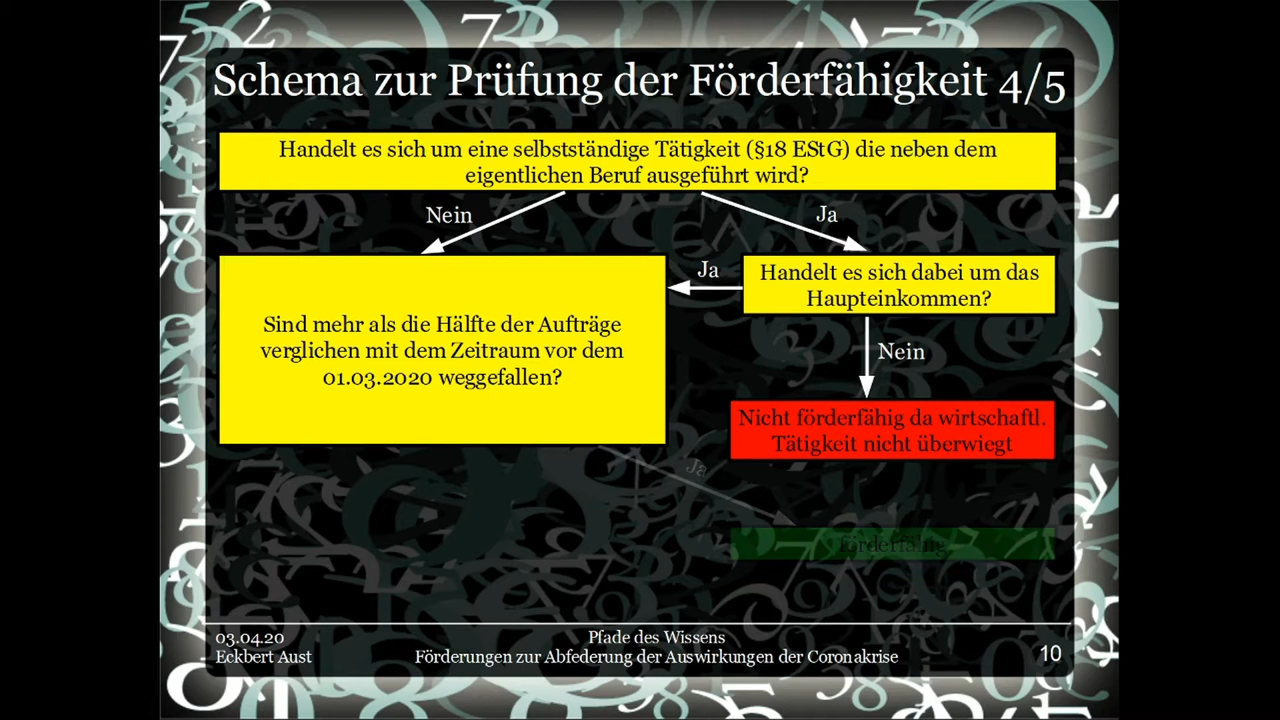 Schema zur Prüfung der Förderfähigkeit 4/5
Handelt es sich um eine selbstständige Tätigkeit (§18 EStG) die neben dem
eigentlichen Beruf ausgeführt wird?
Nein
Ja
Ja
Handelt es sich dabei um das
Haupteinkommen?
Sind mehr als die Hälfte der Aufträge
verglichen mit dem Zeitraum vor dem
01.03.2020 weggefallen?
Nein
Nicht förderfähig da wirtschaftl.
Tätigkeit nicht überwiegt
Ja
förderfähig
03.04.20
Eckbert Aust
Pfade des Wissens
Förderungen zur Abfederung der Auswirkungen der Coronakrise
10